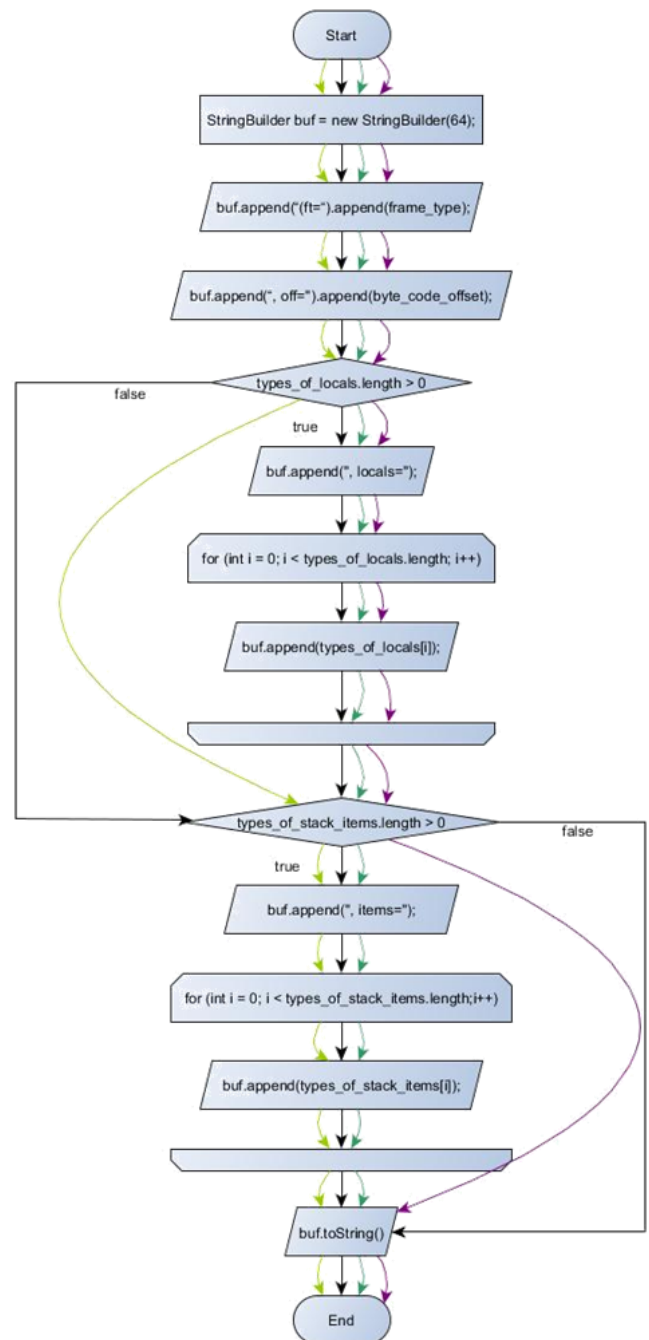 Start
StringBuilder buf = new StringBuilder(64);
buf.append("(ft=").append(frame_type);
buf.append(", off=").append(byte_code_offset);
types_of_locals.length > 0
false
true
buf.append(", locals=");
for (int i = 0; i < types_of_locals.length; i++)
buf.append(types_of_locals[i]);
types_of_stack_items.length > 0
false
true
buf.append(", items=");
for (int i = 0; i < types_of_stack_items.length;i++)
buf.append(types_of_stack_items[i]);
buf.toString()
End